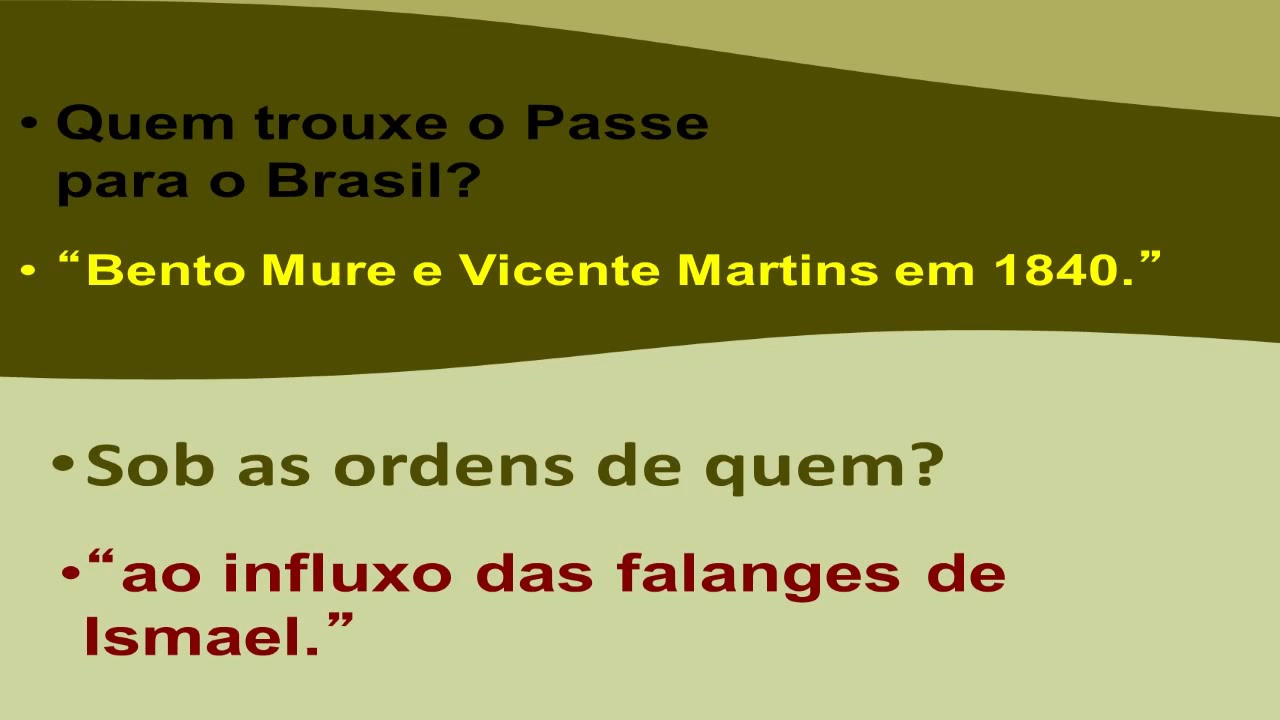 • Quem trouxe o Passe
para o Brasil?
• “Bento Mure e Vicente Martins em 1840.”
•Sob as ordens de quem?
•“ao influxo das falanges de
Ismael.”